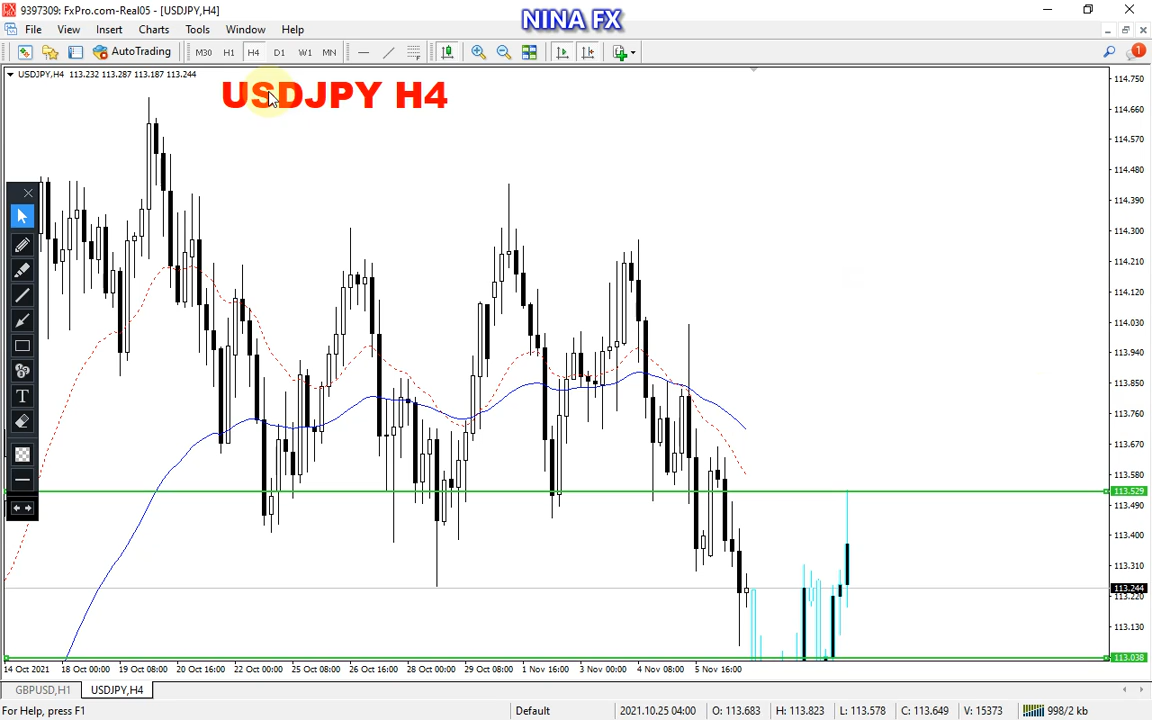 9397309: FxPro.com-Real05 - [USDJPY,H4]
NINA FX
File View Insert Charts Tools Window Help
AutoTrading M30 H1 H4 D1 W1 MN
1
USDJPY,H4 113.232 113.287 113.187 113.244
USDJPY H4
114.750
114.660
114.570
114.480
114.390
114.300
114.210
114.120
114.030
113.940
113.850
113.760
113.670
113.580
113.529
113.490
113.400
113.310
113.244
113.220
113.130
113.038
T
14 Oct 2021 18 Oct 00:00 19 Oct 08:00 20 Oct 16:00 22 Oct 00:00 25 Oct 08:00 26 Oct 16:00 28 Oct 00:00 29 Oct 08:00 1 Nov 16:00 3 Nov 00:00 4 Nov 08:00 5 Nov 16:00
GBPUSD,H1 USDJPY,H4
For Help, press F1 Default 2021.10.25 04:00 O: 113.683 H: 113.823 L: 113.578 C: 113.649 V: 15373 998/2 kb